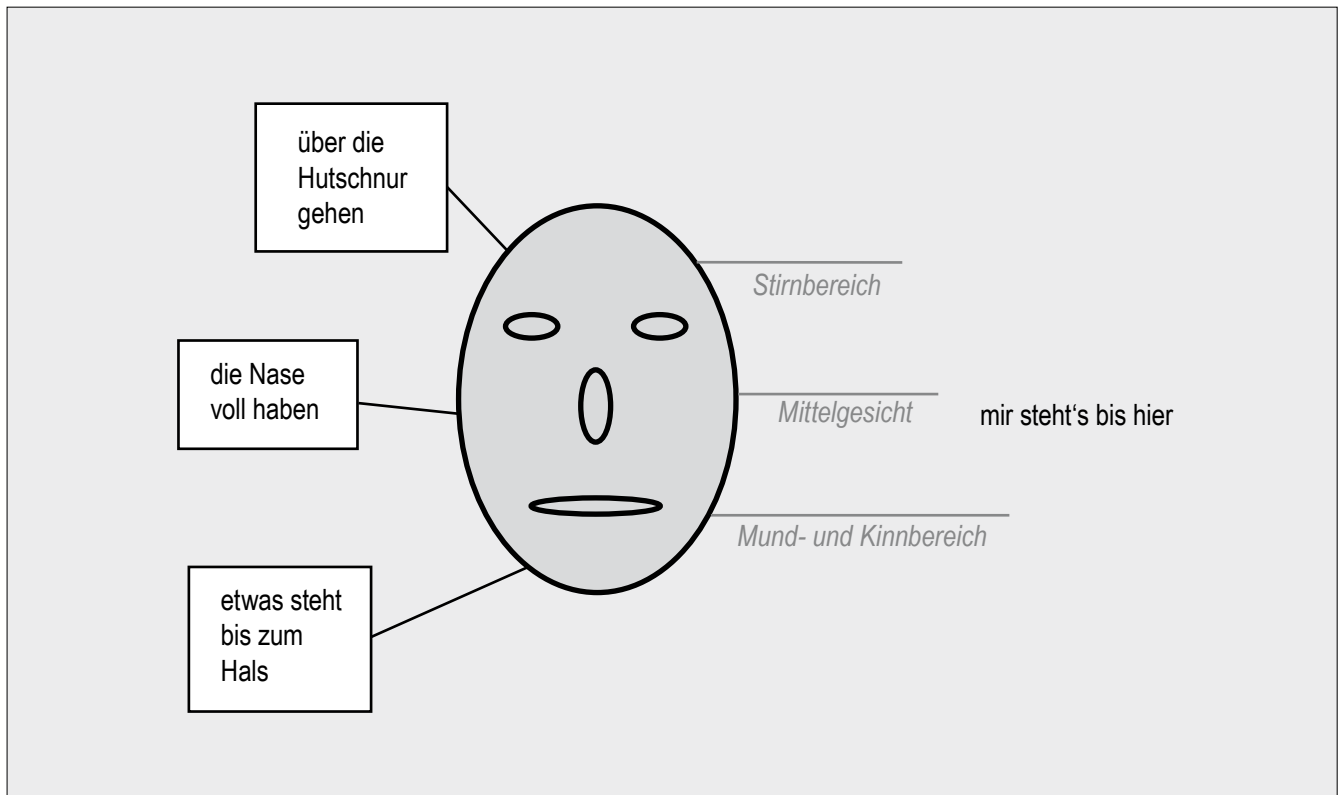 über die
Hutschnur
gehen
Stirnbereich
die Nase
voll haben
Mittelgesicht
mir steht‘s bis hier
Mund- und Kinnbereich
etwas steht
bis zum
Hals